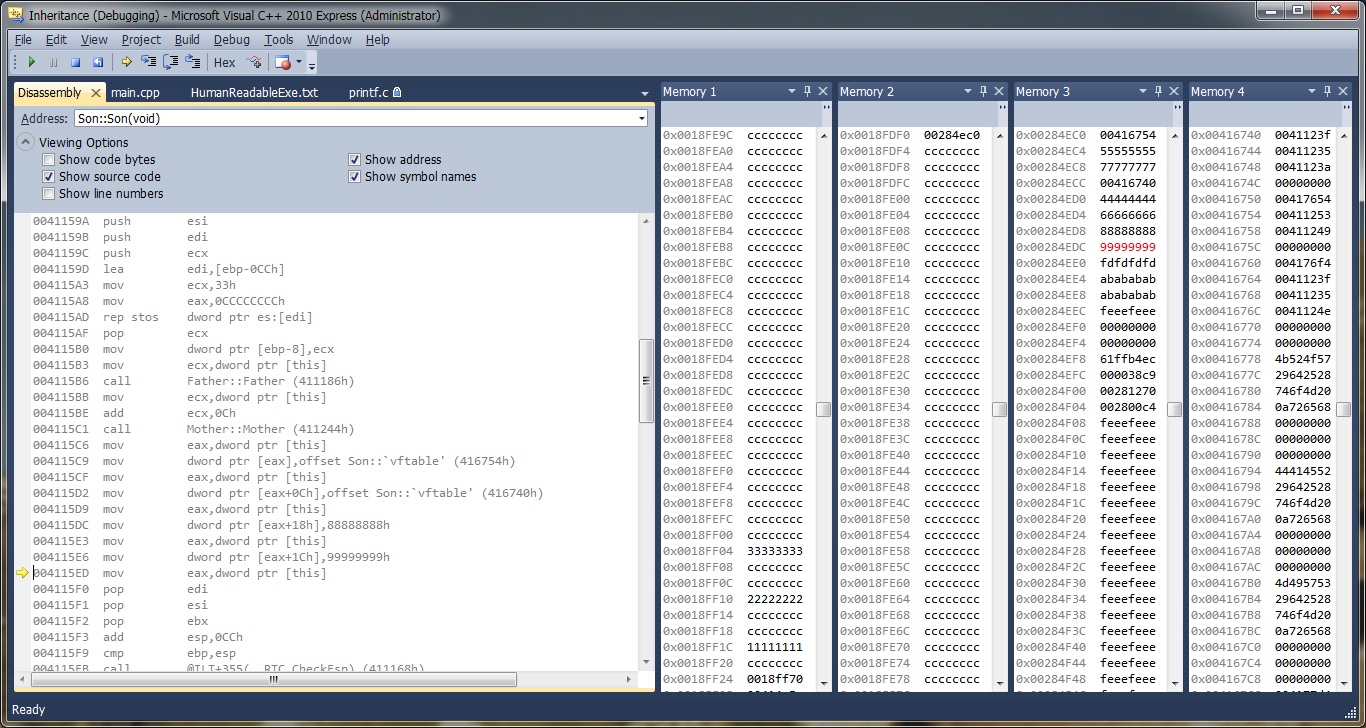 Inheritance (Debugging) - Microsoft Visual C++ 2010 Express (Administrator)
File Edit View Project Build Debug Tools Window Help
Hex
Disassembly main.cpp HumanReadableExe.txt printf.c
Address: Son::Son(void)
Viewing Options
Show code bytes Show address
Show source code Show symbol names
Show line numbers
0041159A push esi
0041159B push edi
0041159C push ecx
0041159D lea edi,[ebp-0CCh]
004115A3 mov ecx,33h
004115A8 mov eax,0CCCCCCCCh
004115AD rep stos dword ptr es:[edi]
004115AF pop ecx
004115B0 mov dword ptr [ebp-8],ecx
004115B3 mov ecx,dword ptr [this]
004115B6 call Father::Father (411186h)
004115BB mov ecx,dword ptr [this]
004115BE add ecx,0Ch
004115C1 call Mother::Mother (411244h)
004115C6 mov eax,dword ptr [this]
004115C9 mov dword ptr [eax],offset Son::`vftable' (416754h)
004115CF mov eax,dword ptr [this]
004115D2 mov dword ptr [eax+0Ch],offset Son::`vftable' (416740h)
004115D9 mov eax,dword ptr [this]
004115DC mov dword ptr [eax+18h],88888888h
004115E3 mov eax,dword ptr [this]
004115E6 mov dword ptr [eax+1Ch],99999999h
004115ED mov eax,dword ptr [this]
004115F0 pop edi
004115F1 pop esi
004115F2 pop ebx
004115F3 add esp,0CCh
004115F9 cmp ebp,esp
004115FB call @ILT+355(__RTC_CheckEsp) (411168h)
Memory 1
0x0018FE9C cccccccc
0x0018FEA0 cccccccc
0x0018FEA4 cccccccc
0x0018FEA8 cccccccc
0x0018FEAC cccccccc
0x0018FEB0 cccccccc
0x0018FEB4 cccccccc
0x0018FEB8 cccccccc
0x0018FEBC cccccccc
0x0018FEC0 cccccccc
0x0018FEC4 cccccccc
0x0018FEC8 cccccccc
0x0018FECC cccccccc
0x0018FED0 cccccccc
0x0018FED4 cccccccc
0x0018FED8 cccccccc
0x0018FEDC cccccccc
0x0018FEE0 cccccccc
0x0018FEE4 cccccccc
0x0018FEE8 cccccccc
0x0018FEEC cccccccc
0x0018FEF0 cccccccc
0x0018FEF4 cccccccc
0x0018FEF8 cccccccc
0x0018FEFC cccccccc
0x0018FF00 cccccccc
0x0018FF04 33333333
0x0018FF08 cccccccc
0x0018FF0C cccccccc
0x0018FF10 22222222
0x0018FF14 cccccccc
0x0018FF18 cccccccc
0x0018FF1C 11111111
0x0018FF20 cccccccc
0x0018FF24 0018ff70
Memory 2
0x0018FDF0 00284ec0
0x0018FDF4 cccccccc
0x0018FDF8 cccccccc
0x0018FDFC cccccccc
0x0018FE00 cccccccc
0x0018FE04 cccccccc
0x0018FE08 cccccccc
0x0018FE0C cccccccc
0x0018FE10 cccccccc
0x0018FE14 cccccccc
0x0018FE18 cccccccc
0x0018FE1C cccccccc
0x0018FE20 cccccccc
0x0018FE24 cccccccc
0x0018FE28 cccccccc
0x0018FE2C cccccccc
0x0018FE30 cccccccc
0x0018FE34 cccccccc
0x0018FE38 cccccccc
0x0018FE3C cccccccc
0x0018FE40 cccccccc
0x0018FE44 cccccccc
0x0018FE48 cccccccc
0x0018FE4C cccccccc
0x0018FE50 cccccccc
0x0018FE54 cccccccc
0x0018FE58 cccccccc
0x0018FE5C cccccccc
0x0018FE60 cccccccc
0x0018FE64 cccccccc
0x0018FE68 cccccccc
0x0018FE6C cccccccc
0x0018FE70 cccccccc
0x0018FE74 cccccccc
0x0018FE78 cccccccc
Memory 3
0x00284EC0 00416754
0x00284EC4 55555555
0x00284EC8 77777777
0x00284ECC 00416740
0x00284ED0 44444444
0x00284ED4 66666666
0x00284ED8 88888888
0x00284EDC 99999999
0x00284EE0 fdfdfdfd
0x00284EE4 abababab
0x00284EE8 abababab
0x00284EEC feeefeee
0x00284EF0 00000000
0x00284EF4 00000000
0x00284EF8 61ffb4ec
0x00284EFC 000038c9
0x00284F00 00281270
0x00284F04 002800c4
0x00284F08 feeefeee
0x00284F0C feeefeee
0x00284F10 feeefeee
0x00284F14 feeefeee
0x00284F18 feeefeee
0x00284F1C feeefeee
0x00284F20 feeefeee
0x00284F24 feeefeee
0x00284F28 feeefeee
0x00284F2C feeefeee
0x00284F30 feeefeee
0x00284F34 feeefeee
0x00284F38 feeefeee
0x00284F3C feeefeee
0x00284F40 feeefeee
0x00284F44 feeefeee
0x00284F48 feeefeee
Memory 4
0x00416740 0041123f
0x00416744 00411235
0x00416748 0041123a
0x0041674C 00000000
0x00416750 00417654
0x00416754 00411253
0x00416758 00411249
0x0041675C 00000000
0x00416760 004176f4
0x00416764 0041123f
0x00416768 00411235
0x0041676C 0041124e
0x00416770 00000000
0x00416774 00000000
0x00416778 4b524f57
0x0041677C 29642528
0x00416780 746f4d20
0x00416784 0a726568
0x00416788 00000000
0x0041678C 00000000
0x00416790 00000000
0x00416794 44414552
0x00416798 29642528
0x0041679C 746f4d20
0x004167A0 0a726568
0x004167A4 00000000
0x004167A8 00000000
0x004167AC 00000000
0x004167B0 4d495753
0x004167B4 29642528
0x004167B8 746f4d20
0x004167BC 0a726568
0x004167C0 00000000
0x004167C4 00000000
0x004167C8 00000000
Ready